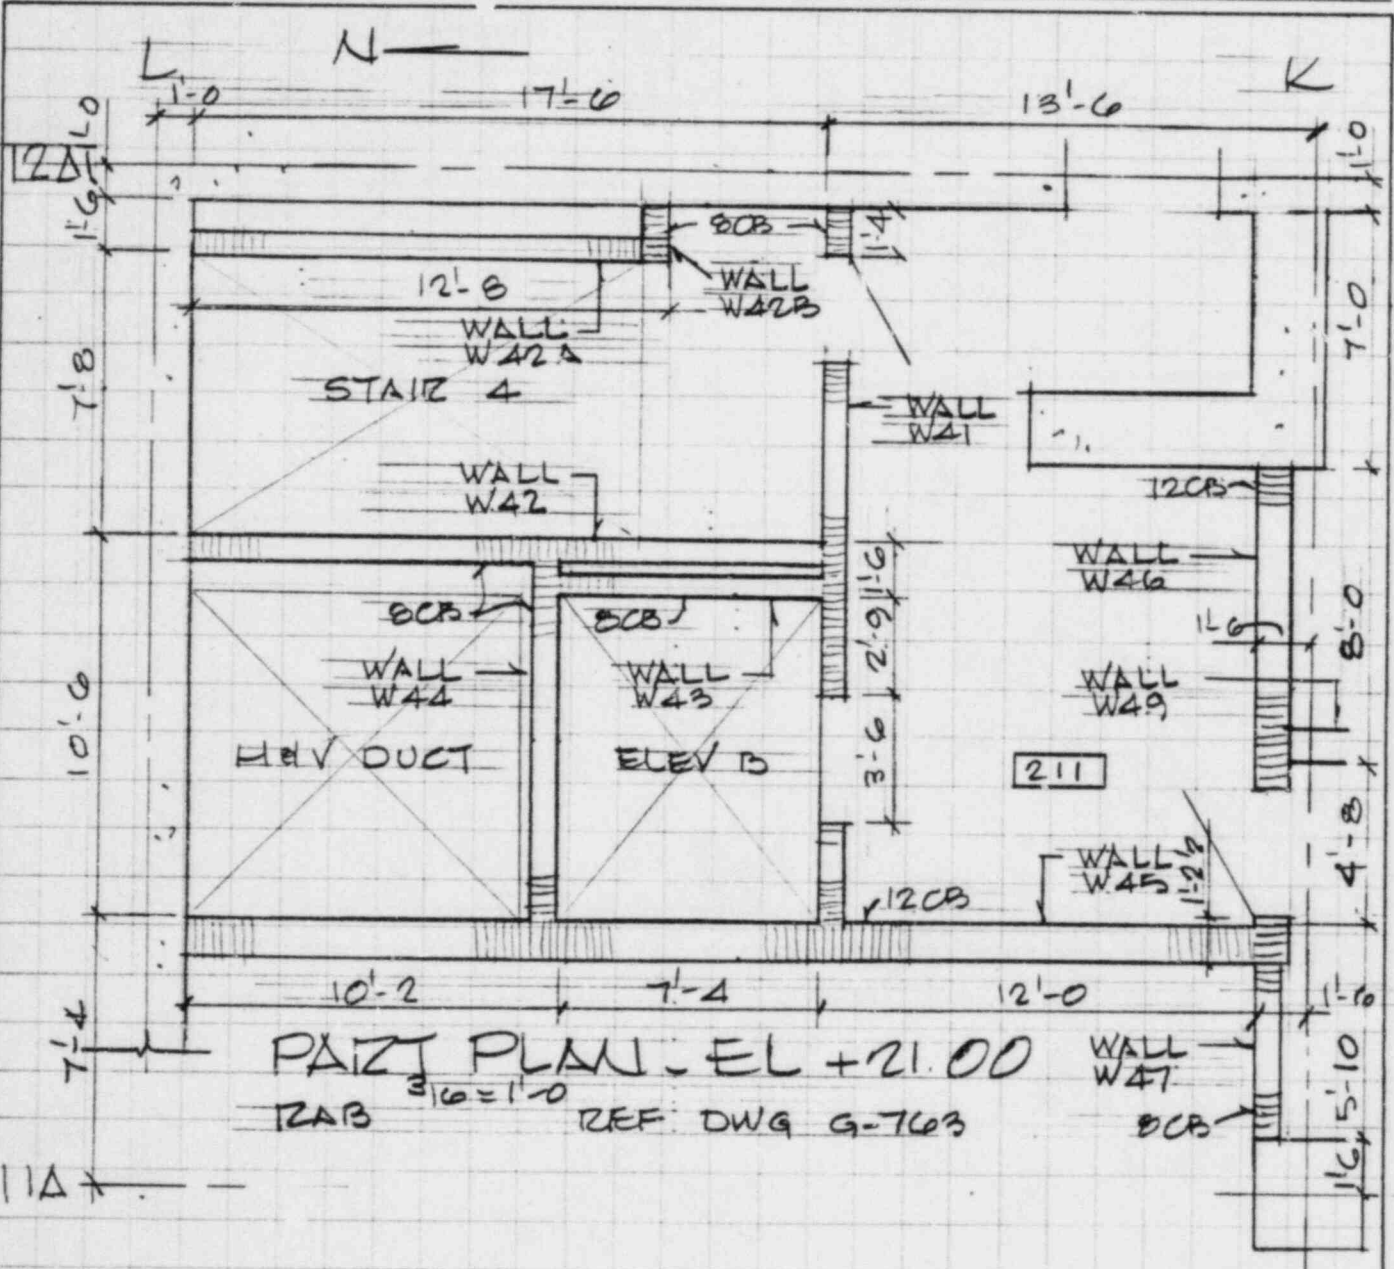 L
N
K
1'-0
17'-6
13'-6
1'-0
12A
1'-0
1'-6
8CB
1'-4
WALL
W42B
12'-8
WALL
W42A
7'-0
7'-8
STAIR 4
WALL
W41
WALL
W42
12CB
WALL
W46
1'-6
8CB
8CB
2'-9
1'-6
8'-0
WALL
W44
WALL
W43
WALL
W49
10'-6
H&V DUCT
ELEV B
3'-6
211
4'-8
WALL
W45
12CB
10'-2
7'-4
12'-0
1'-6
7'-4
PART PLAN - EL +21.00
3/16 = 1'-0
RAB
REF. DWG G-763
WALL
W47
5'-10
8CB
1'6
11A